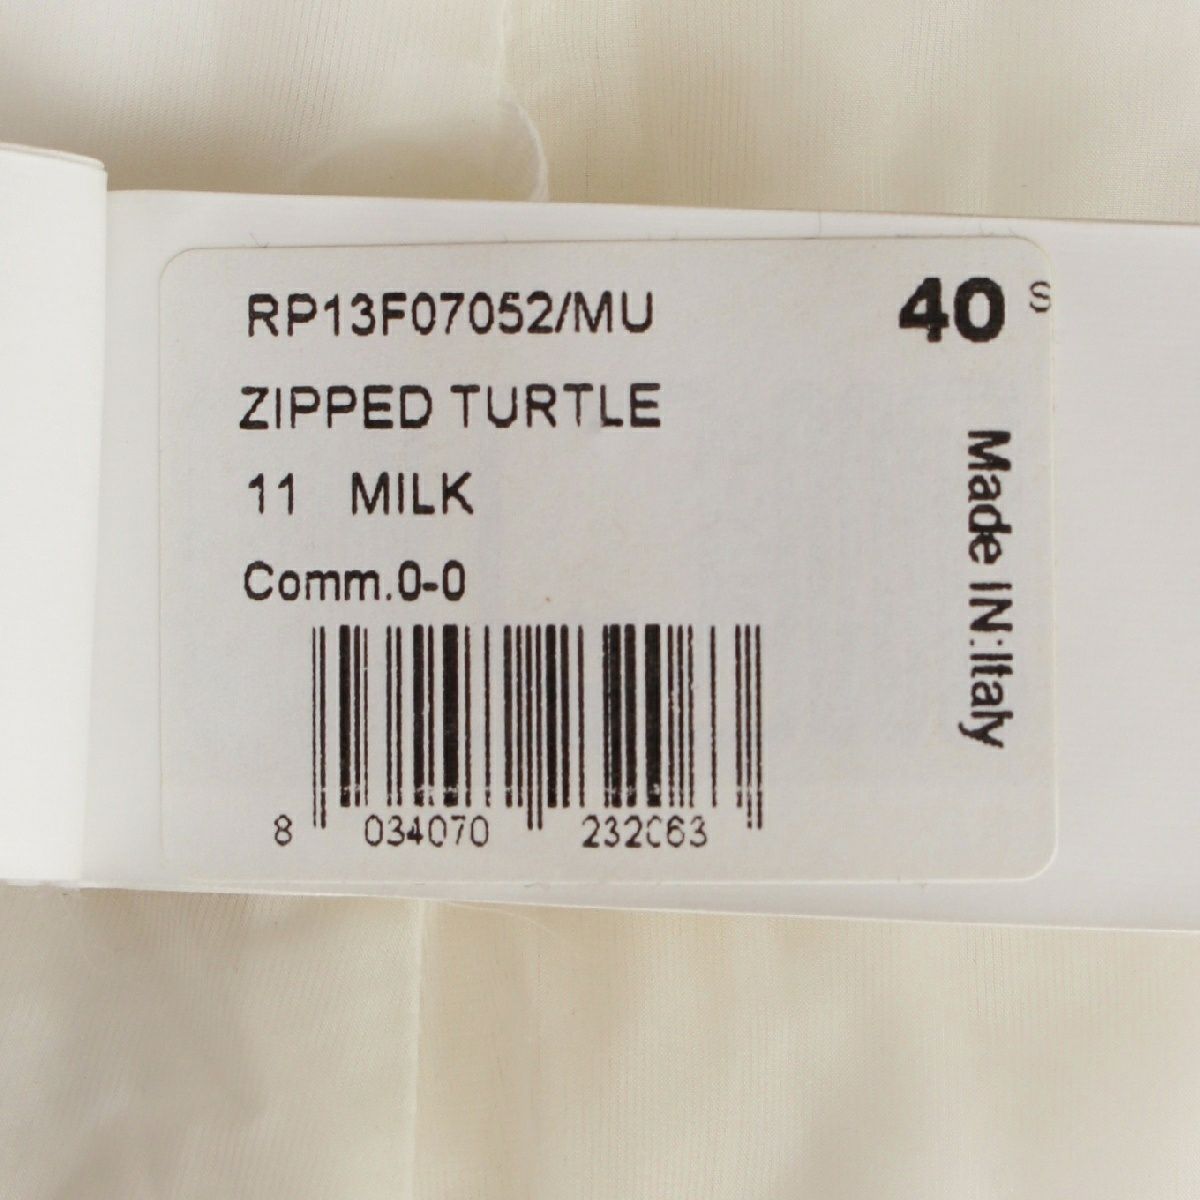 RP13F07052/MU
40 S
ZIPPED TURTLE
11 MILK
Comm.0-0
Made IN:Italy
8 034070 232063